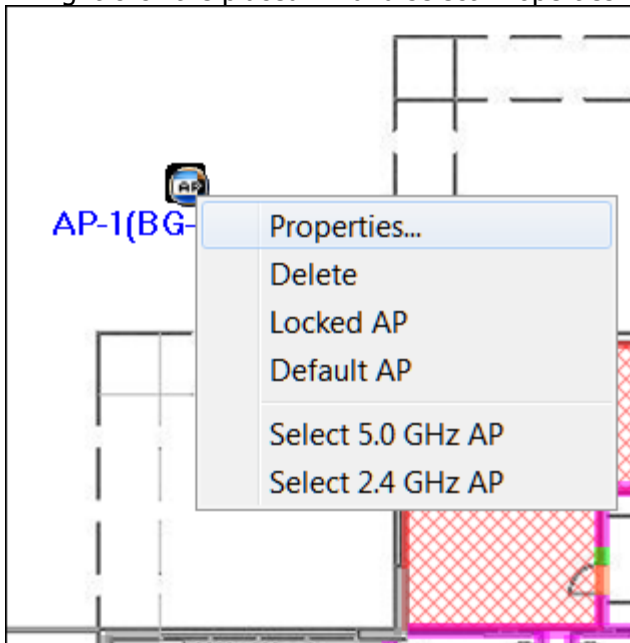 AP
AP-1(BG-
Properties...
Delete
Locked AP
Default AP
Select 5.0 GHz AP
Select 2.4 GHz AP